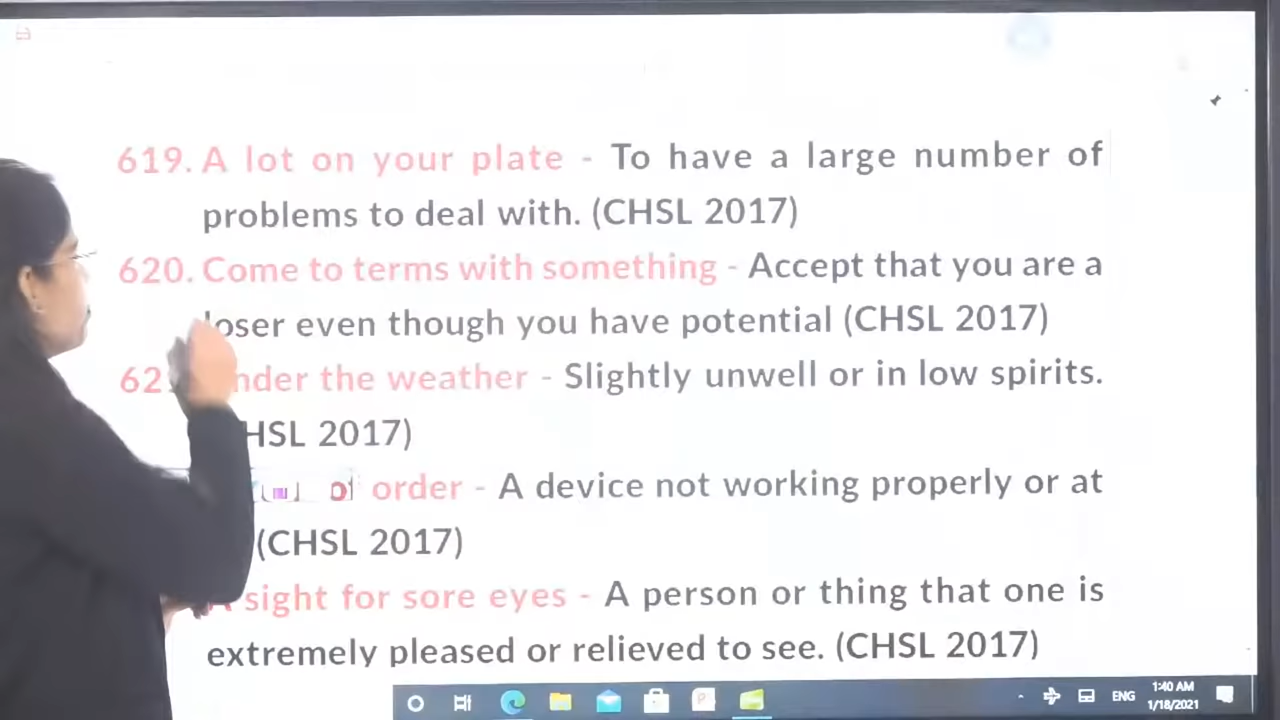 619. A lot on your plate - To have a large number of
problems to deal with. (CHSL 2017)
620. Come to terms with something - Accept that you are a
loser even though you have potential (CHSL 2017)
the weather - Slightly unwell or in low spirits.
2017)
of order - A device not working properly or at
(CHSL 2017)
A sight for sore eyes - A person or thing that one is
extremely pleased or relieved to see. (CHSL 2017)
ENG
1:40 AM
1/18/2021